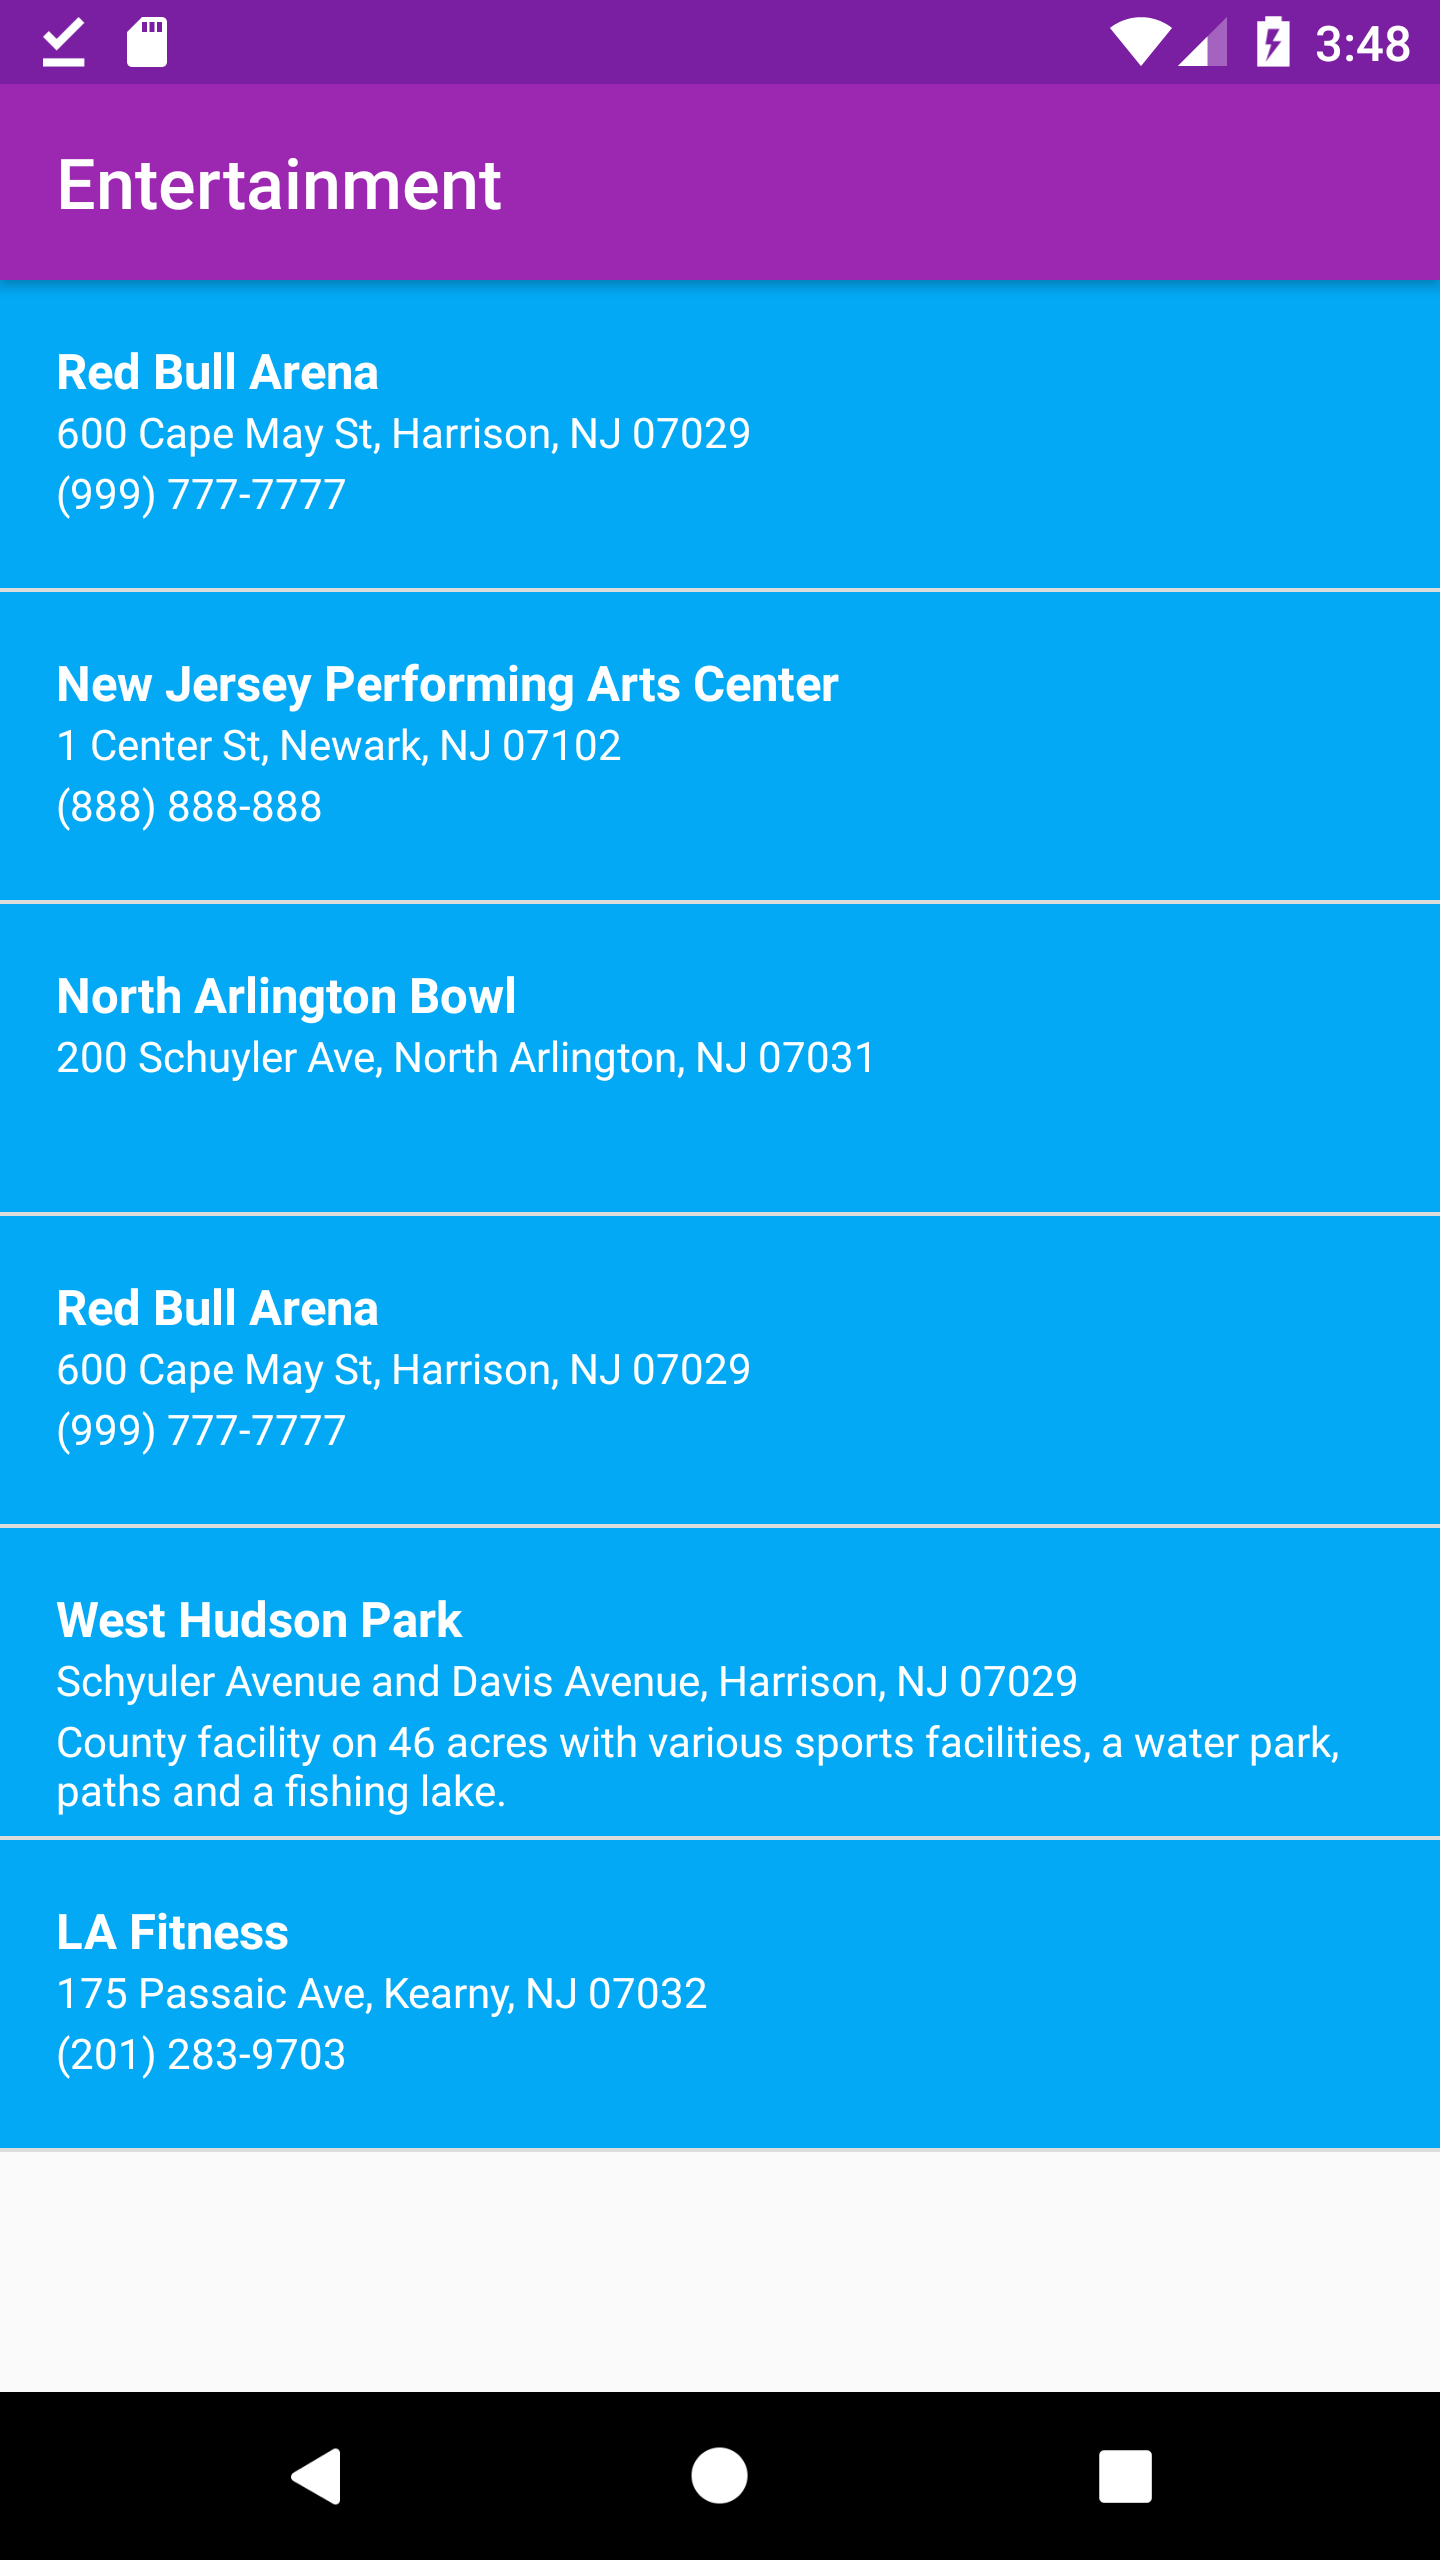 3:48
Entertainment
Red Bull Arena
600 Cape May St, Harrison, NJ 07029
(999) 777-7777
New Jersey Performing Arts Center
1 Center St, Newark, NJ 07102
(888) 888-888
North Arlington Bowl
200 Schuyler Ave, North Arlington, NJ 07031
Red Bull Arena
600 Cape May St, Harrison, NJ 07029
(999) 777-7777
West Hudson Park
Schyuler Avenue and Davis Avenue, Harrison, NJ 07029
County facility on 46 acres with various sports facilities, a water park,
paths and a fishing lake.
LA Fitness
175 Passaic Ave, Kearny, NJ 07032
(201) 283-9703